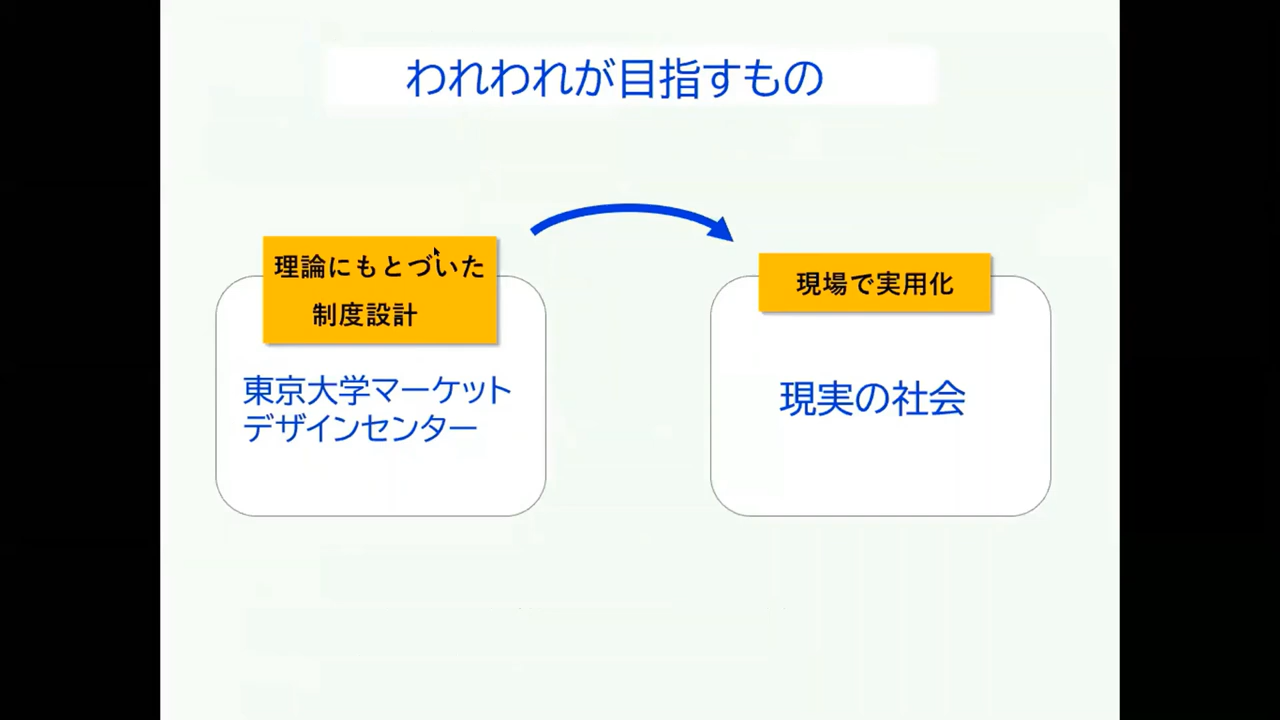 われわれが目指すもの
理論にもとづいた
制度設計
東京大学マーケット
デザインセンター
現場で実用化
現実の社会